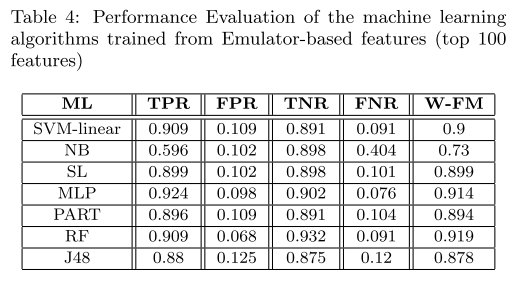 Table 4: Performance Evaluation of the machine learning
algorithms trained from Emulator-based features (top 100
features)
ML TPR FPR TNR FNR W-FM
SVM-linear 0.909 0.109 0.891 0.091 0.9
NB 0.596 0.102 0.898 0.404 0.73
SL 0.899 0.102 0.898 0.101 0.899
MLP 0.924 0.098 0.902 0.076 0.914
PART 0.896 0.109 0.891 0.104 0.894
RF 0.909 0.068 0.932 0.091 0.919
J48 0.88 0.125 0.875 0.12 0.878